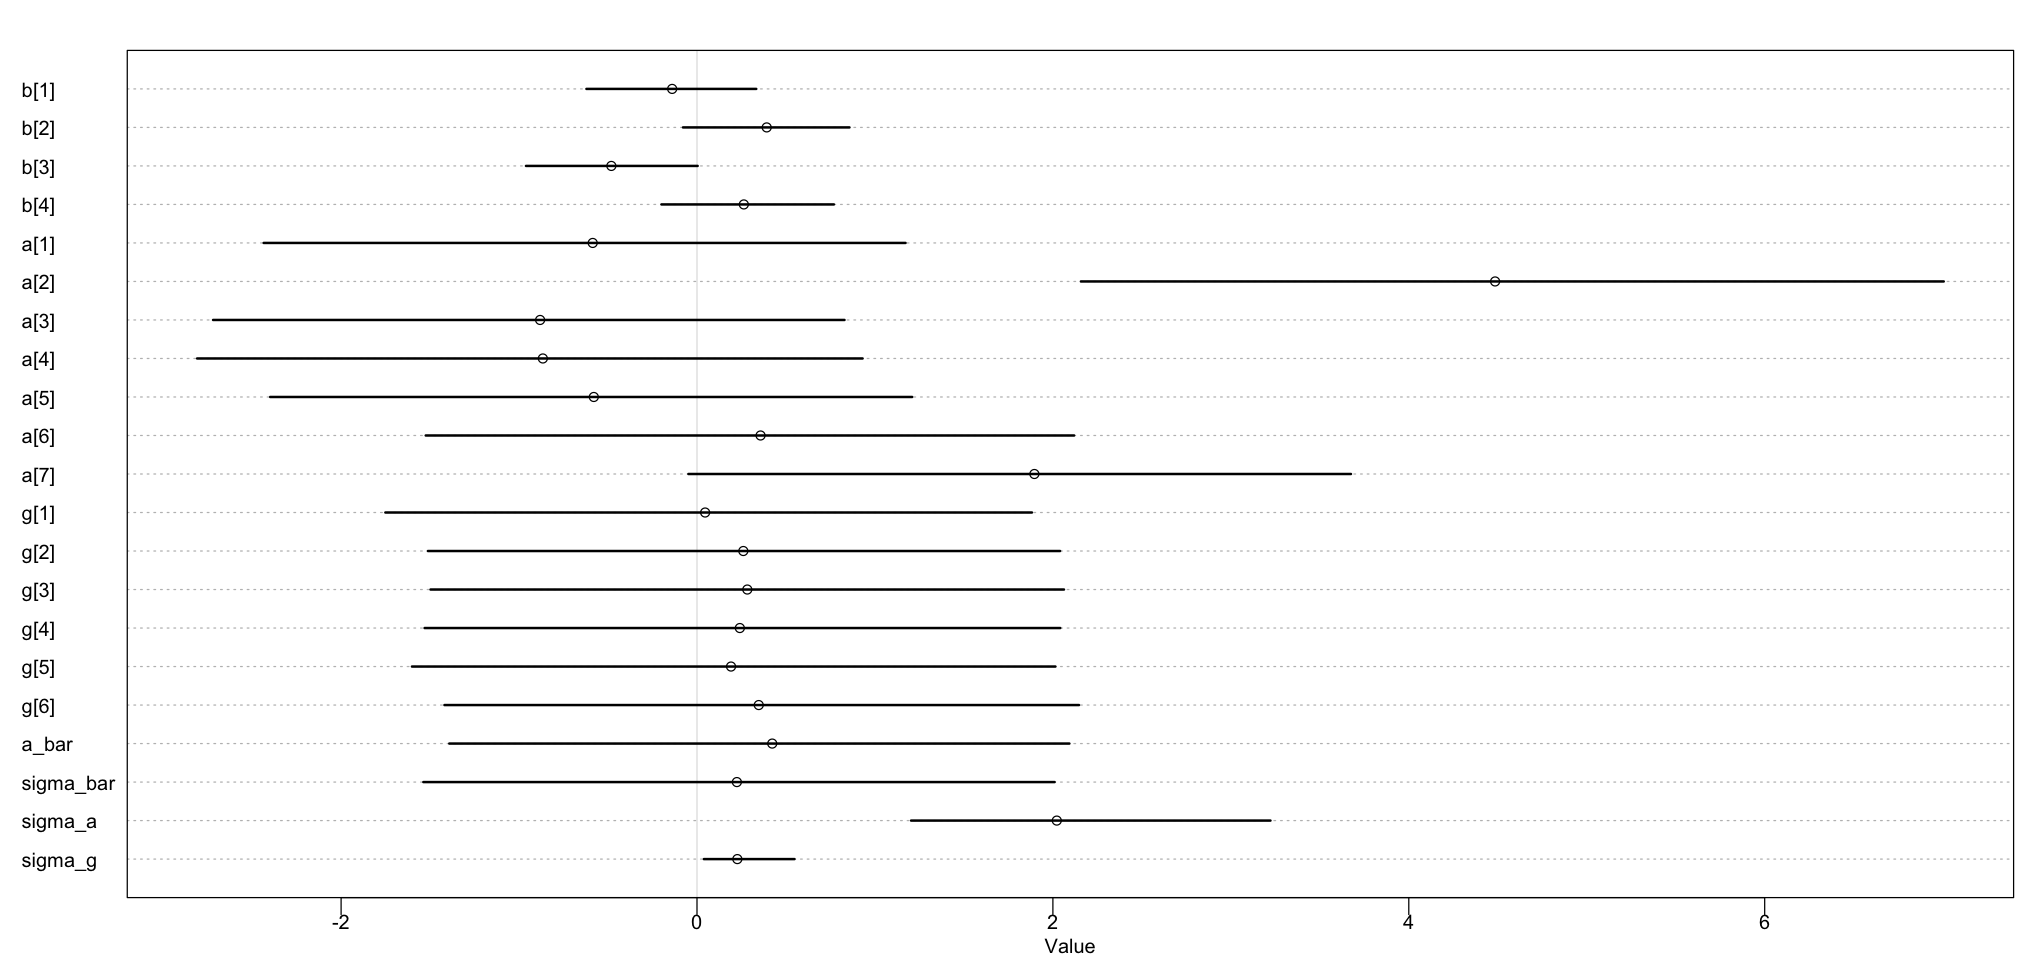 b[1]
b[2]
b[3]
b[4]
a[1]
a[2]
a[3]
a[4]
a[5]
a[6]
a[7]
g[1]
g[2]
g[3]
g[4]
g[5]
g[6]
a_bar
sigma_bar
sigma_a
sigma_g
-2 0 2 4 6
Value